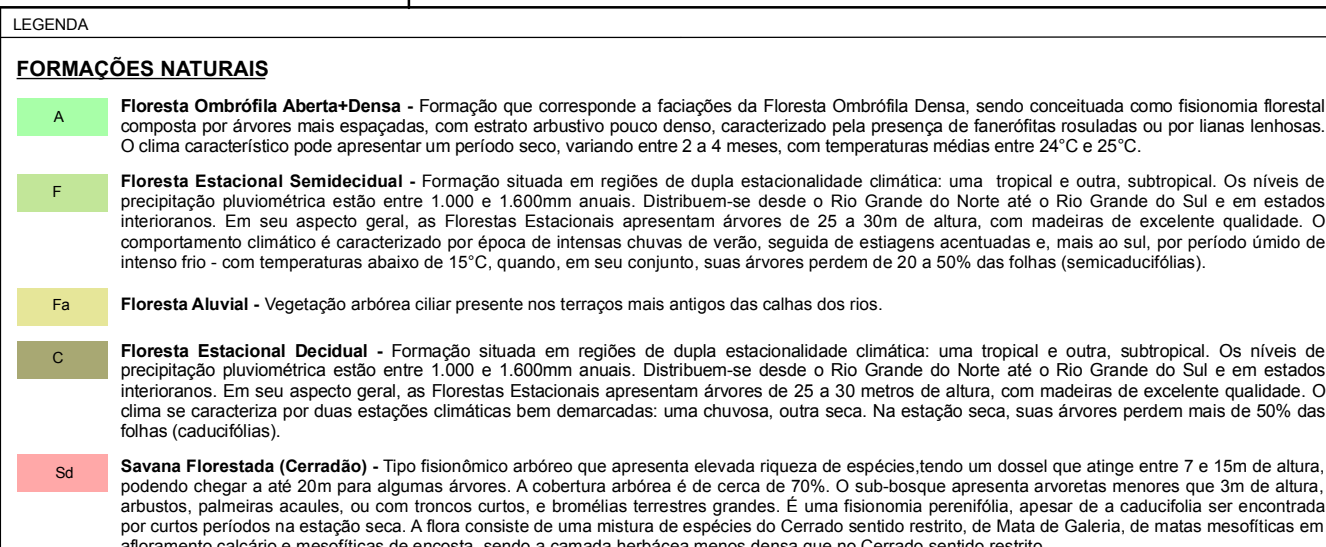 LEGENDA
FORMAÇÕES NATURAIS
A
Floresta Ombrófila Aberta+Densa - Formação que corresponde a faciações da Floresta Ombrófila Densa, sendo conceituada como fisionomia florestal
composta por árvores mais espaçadas, com estrato arbustivo pouco denso, caracterizado pela presença de fanerófitas rosuladas ou por lianas lenhosas.
O clima característico pode apresentar um período seco, variando entre 2 a 4 meses, com temperaturas médias entre 24°C e 25°C.
F
Floresta Estacional Semidecidual - Formação situada em regiões de dupla estacionalidade climática: uma tropical e outra, subtropical. Os níveis de
precipitação pluviométrica estão entre 1.000 e 1.600mm anuais. Distribuem-se desde o Rio Grande do Norte até o Rio Grande do Sul e em estados
interioranos. Em seu aspecto geral, as Florestas Estacionais apresentam árvores de 25 a 30m de altura, com madeiras de excelente qualidade. O
comportamento climático é caracterizado por época de intensas chuvas de verão, seguida de estiagens acentuadas e, mais ao sul, por período úmido de
intenso frio - com temperaturas abaixo de 15°C, quando, em seu conjunto, suas árvores perdem de 20 a 50% das folhas (semicaducifólias).
Fa
Floresta Aluvial - Vegetação arbórea ciliar presente nos terraços mais antigos das calhas dos rios.
C
Floresta Estacional Decidual - Formação situada em regiões de dupla estacionalidade climática: uma tropical e outra, subtropical. Os níveis de
precipitação pluviométrica estão entre 1.000 e 1.600mm anuais. Distribuem-se desde o Rio Grande do Norte até o Rio Grande do Sul e em estados
interioranos. Em seu aspecto geral, as Florestas Estacionais apresentam árvores de 25 a 30 metros de altura, com madeiras de excelente qualidade. O
clima se caracteriza por duas estações climáticas bem demarcadas: uma chuvosa, outra seca. Na estação seca, suas árvores perdem mais de 50% das
folhas (caducifólias).
Sd
Savana Florestada (Cerradão) - Tipo fisionômico arbóreo que apresenta elevada riqueza de espécies,tendo um dossel que atinge entre 7 e 15m de altura,
podendo chegar a até 20m para algumas árvores. A cobertura arbórea é de cerca de 70%. O sub-bosque apresenta arvoretas menores que 3m de altura,
arbustos, palmeiras acaules, ou com troncos curtos, e bromélias terrestres grandes. É uma fisionomia perenifólia, apesar de a caducifolia ser encontrada
por curtos períodos na estação seca. A flora consiste de uma mistura de espécies do Cerrado sentido restrito, de Mata de Galeria, de matas mesofíticas em
afloramento calcário e mesofíticas de encosta, sendo a camada herbácea menos densa que no Cerrado sentido restrito.